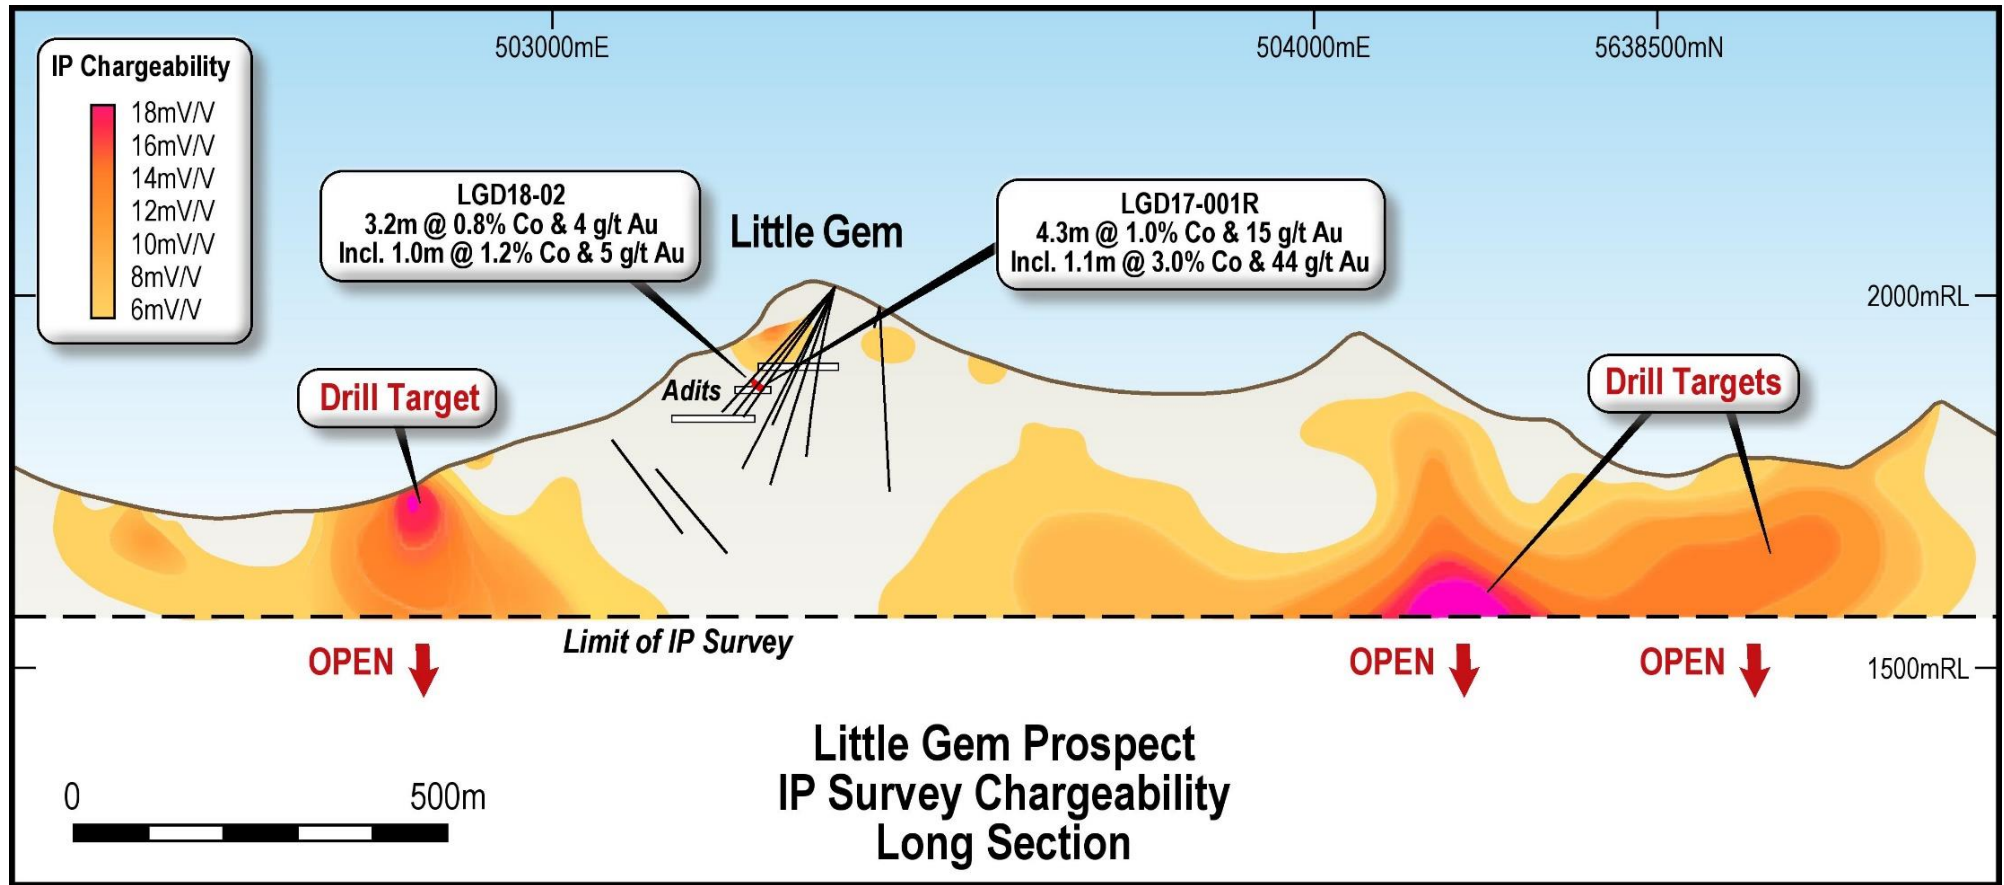 503000mE
504000mE
5638500mN
IP Chargeability
18mV/V
16mV/V
14mV/V
12mV/V
10mV/V
8mV/V
6mV/V
LGD18-02
3.2m @ 0.8% Co & 4 g/t Au
Incl. 1.0m @ 1.2% Co & 5 g/t Au
Little Gem
LGD17-001R
4.3m @ 1.0% Co & 15 g/t Au
Incl. 1.1m @ 3.0% Co & 44 g/t Au
2000mRL
Drill Target
Adits
Drill Targets
Limit of IP Survey
OPEN
OPEN
OPEN
1500mRL
Little Gem Prospect
IP Survey Chargeability
Long Section
0
500m